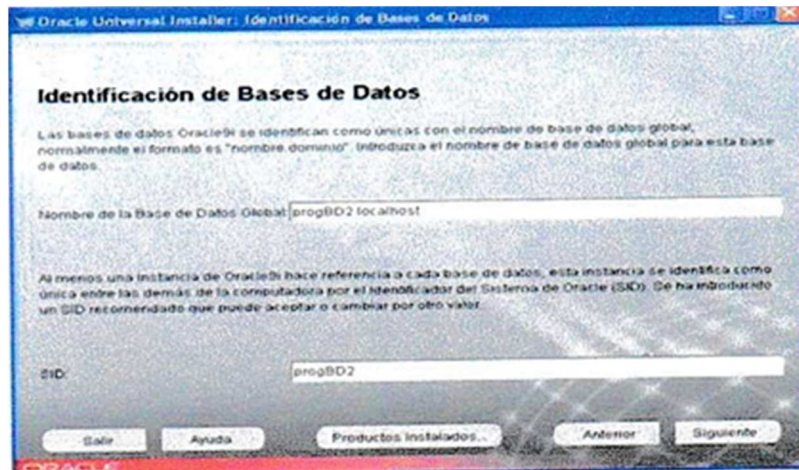 Oracle Universal Installer: Identificación de Bases de Datos
Identificación de Bases de Datos
Las bases de datos Oracle9i se identifican como únicas con el nombre de base de datos global,
normalmente el formato es "nombre.dominio". Introduzca el nombre de base de datos global para esta base
de datos.
Nombre de la Base de Datos Global: progBD2.localhost
Al menos una instancia de Oracle9i hace referencia a cada base de datos, esta instancia se identifica como
única entre las demás de la computadora por el Identificador del Sistema de Oracle (SID). Se ha introducido
un SID recomendado que puede aceptar o cambiar por otro valor.
SID: progBD2
Salir Ayuda Productos Instalados... Anterior Siguiente
ORACLE